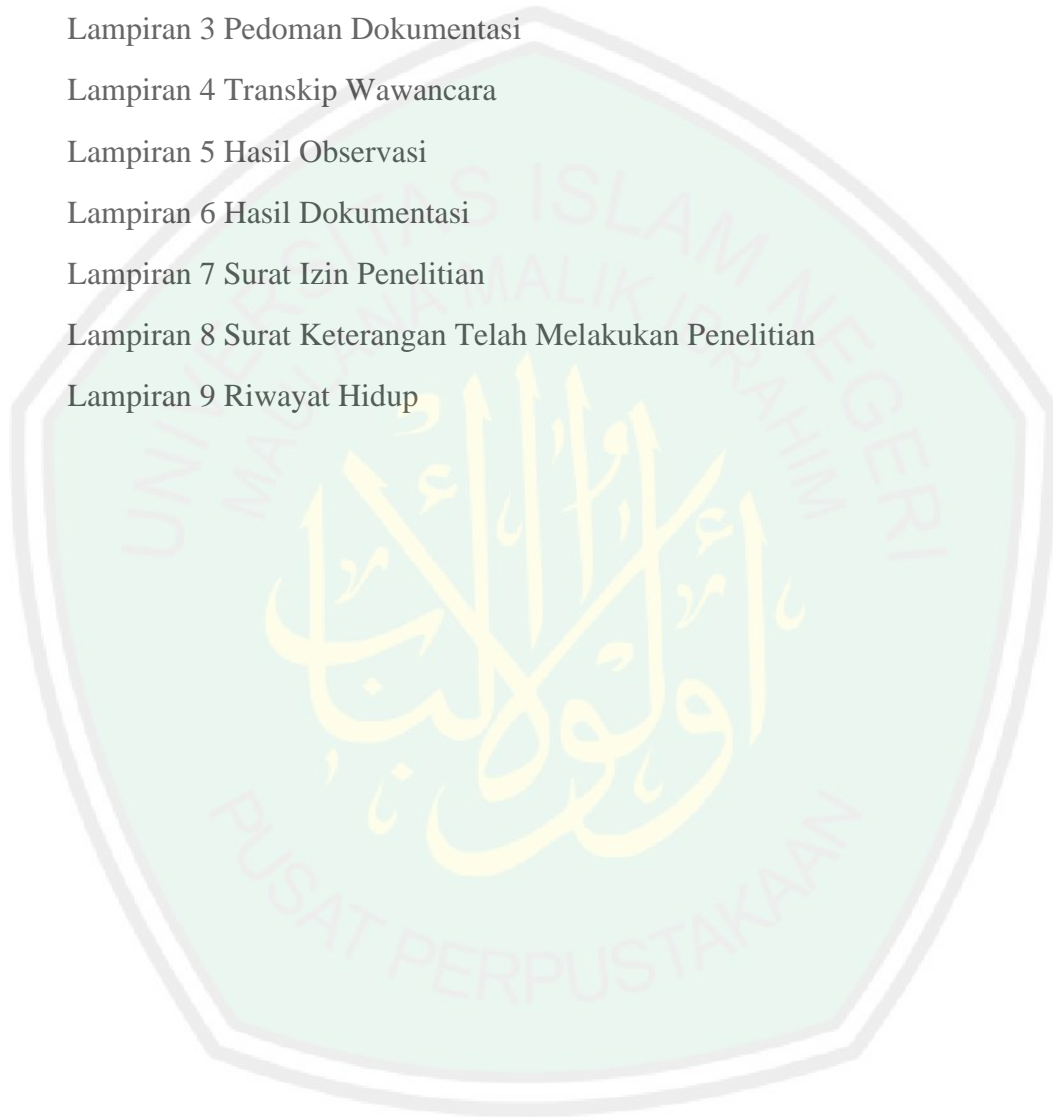 Lampiran 3 Pedoman Dokumentasi
Lampiran 4 Transkip Wawancara
Lampiran 5 Hasil Observasi
Lampiran 6 Hasil Dokumentasi
Lampiran 7 Surat Izin Penelitian
Lampiran 8 Surat Keterangan Telah Melakukan Penelitian
Lampiran 9 Riwayat Hidup
UNIVERSITAS ISLAM NEGERI
MAULANA MALIK IBRAHIM
أولوا الألباب
PUSAT PERPUSTAKAAN